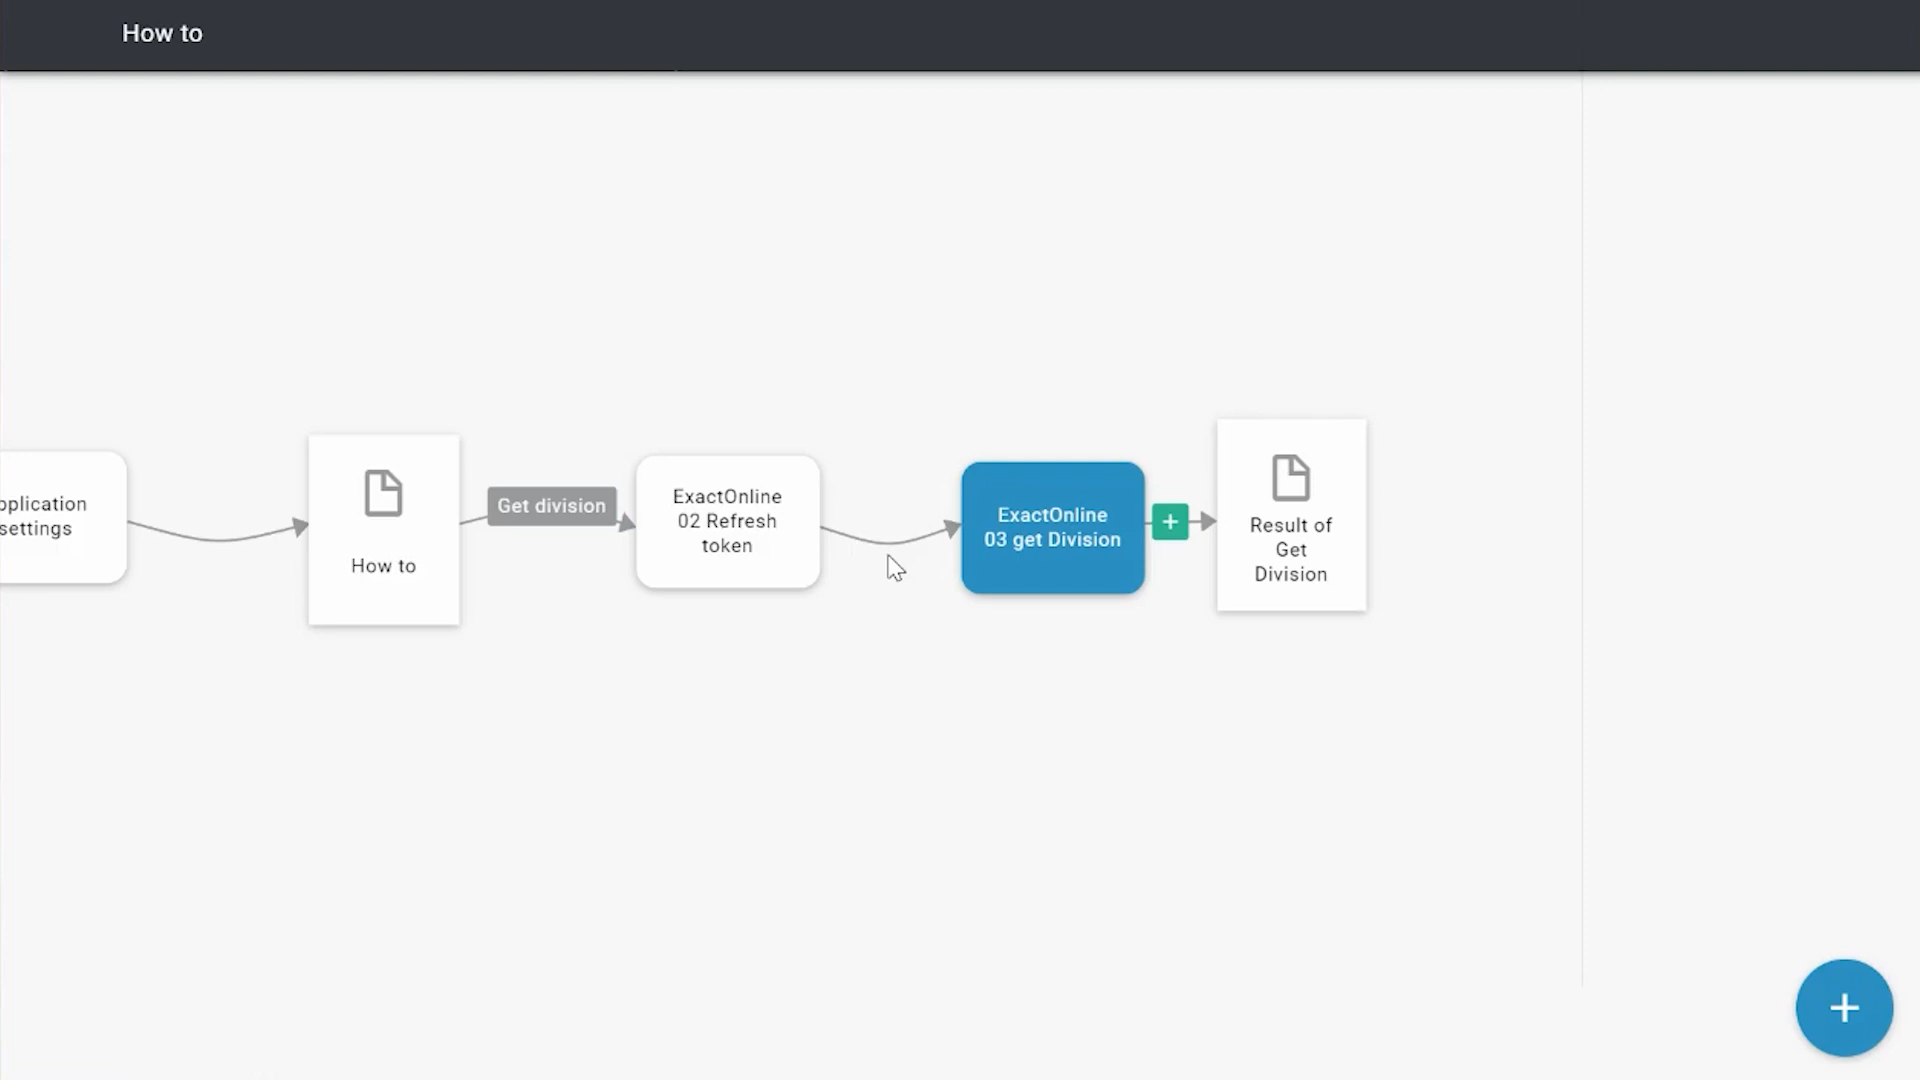 How to
settings
How to
Get division
ExactOnline
02 Refresh
token
ExactOnline
03 get Division
Result of
Get
Division